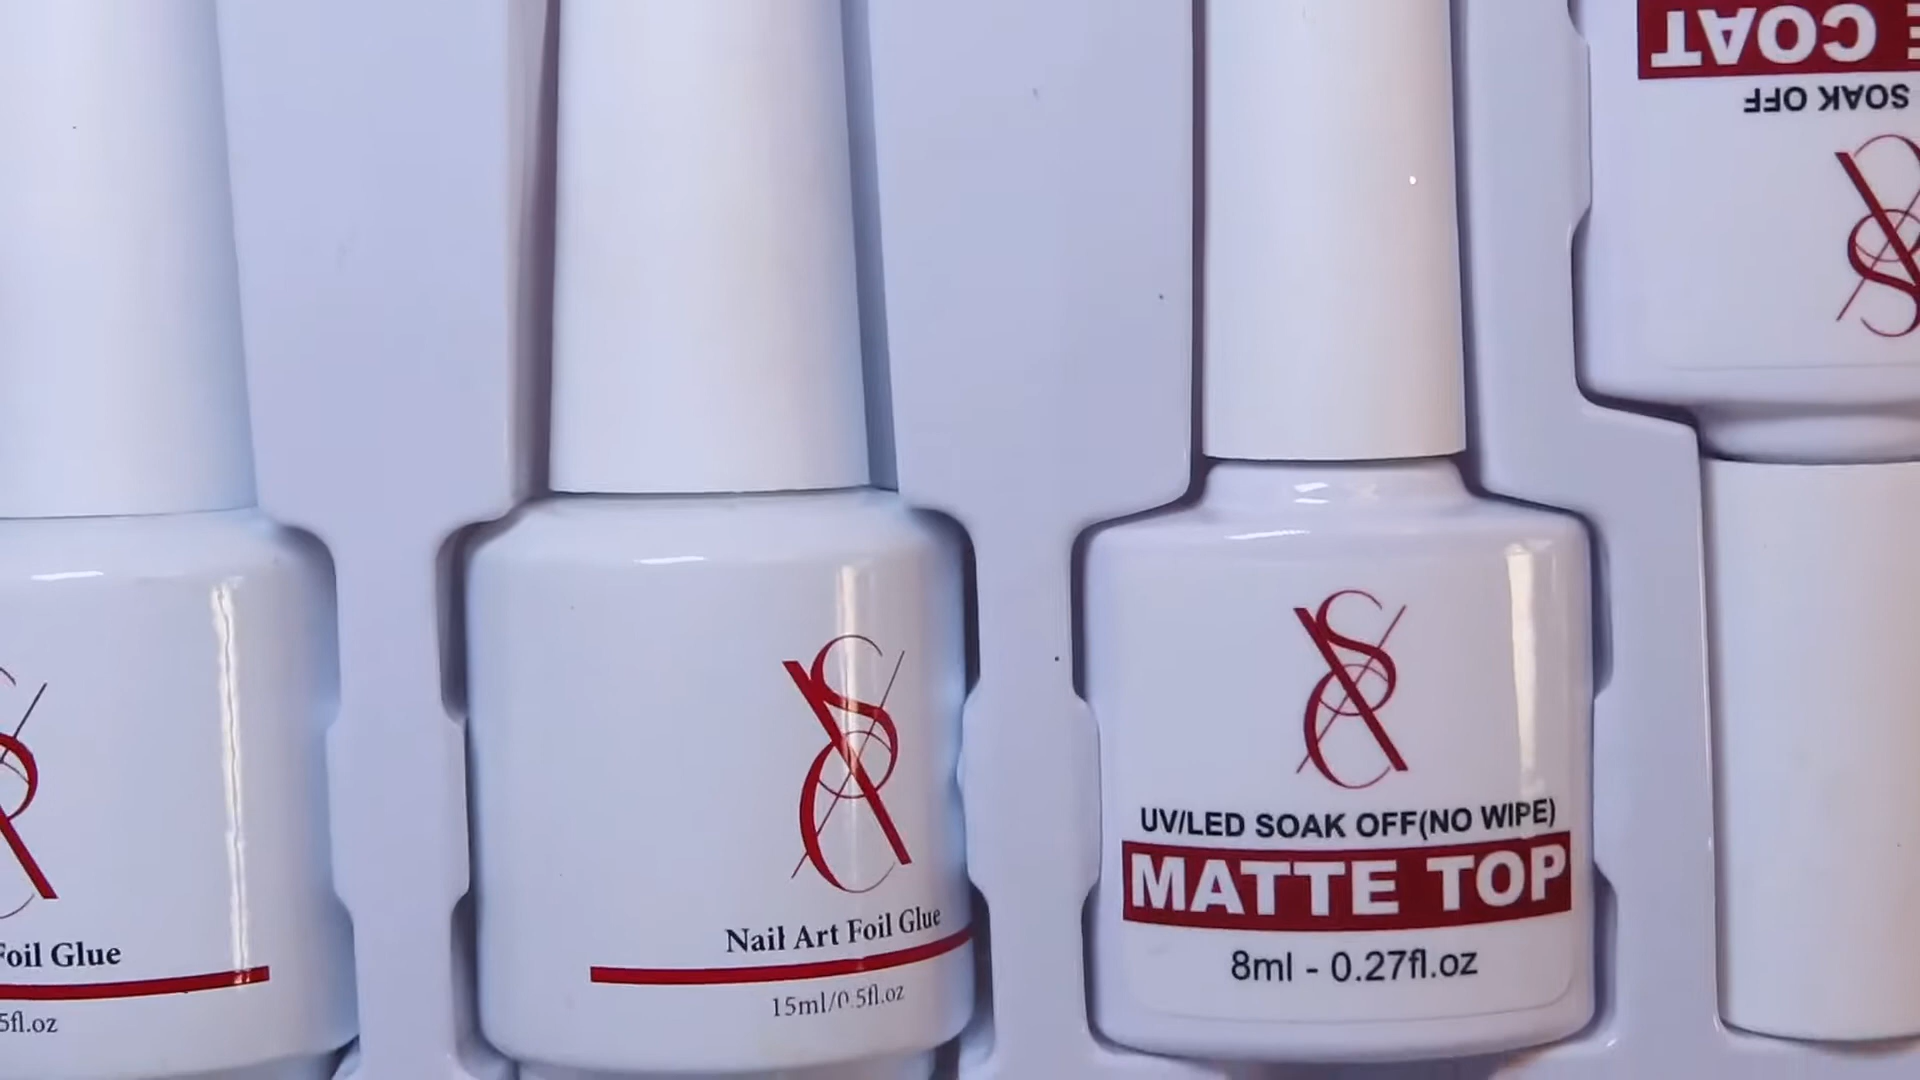 Foil Glue
5fl.oz
Nail Art Foil Glue
15ml/0.5fl.oz
UV/LED SOAK OFF(NO WIPE)
MATTE TOP
8ml - 0.27fl.oz
SOAK OFF
E COAT